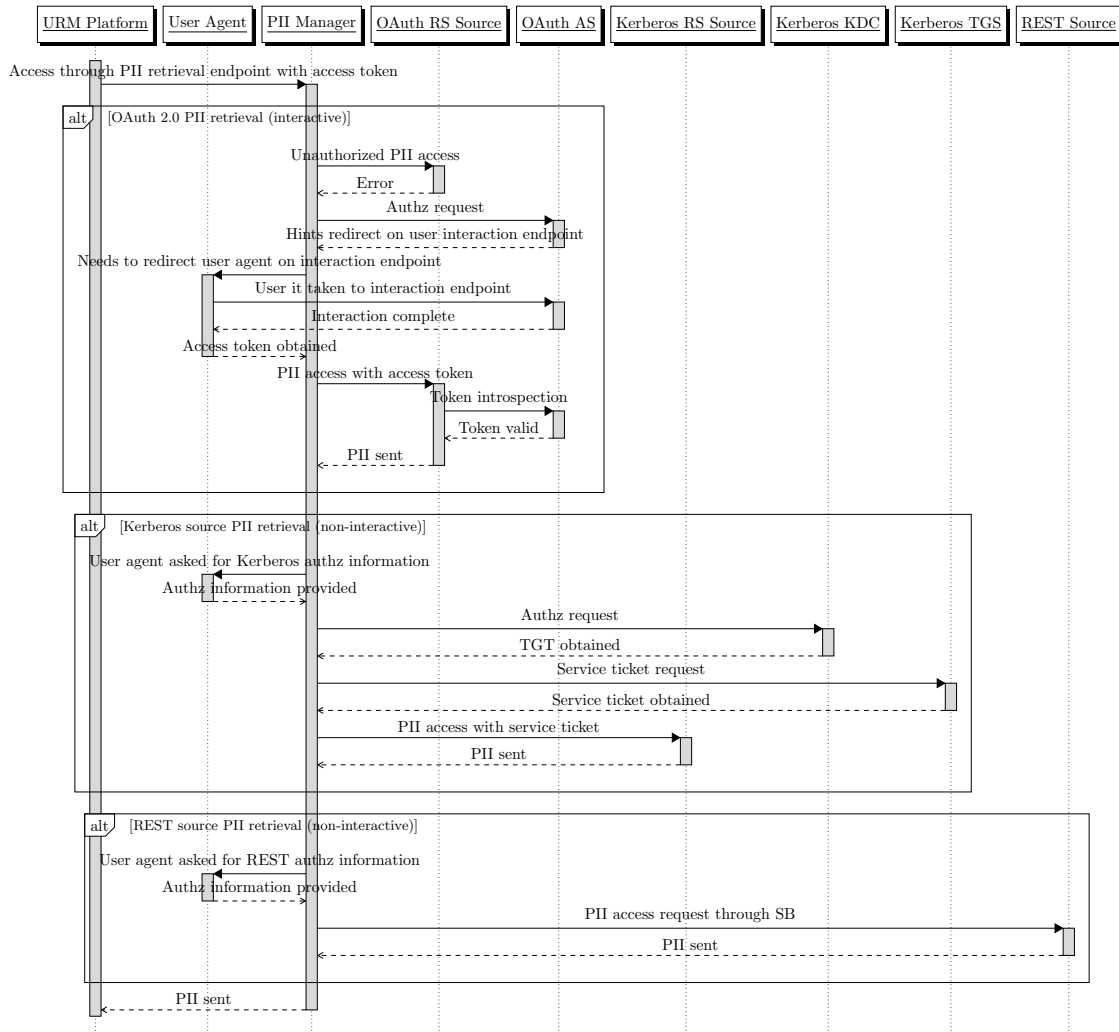 URM Platform
User Agent
PII Manager
OAuth RS Source
OAuth AS
Kerberos RS Source
Kerberos KDC
Kerberos TGS
REST Source
Access through PII retrieval endpoint with access token
alt
[OAuth 2.0 PII retrieval (interactive)]
Unauthorized PII access
Error
Authz request
Hints redirect on user interaction endpoint
Needs to redirect user agent on interaction endpoint
User it taken to interaction endpoint
Interaction complete
Access token obtained
PII access with access token
Token introspection
Token valid
PII sent
alt
[Kerberos source PII retrieval (non-interactive)]
User agent asked for Kerberos authz information
Authz information provided
Authz request
TGT obtained
Service ticket request
Service ticket obtained
PII access with service ticket
PII sent
alt
[REST source PII retrieval (non-interactive)]
User agent asked for REST authz information
Authz information provided
PII access request through SB
PII sent
PII sent